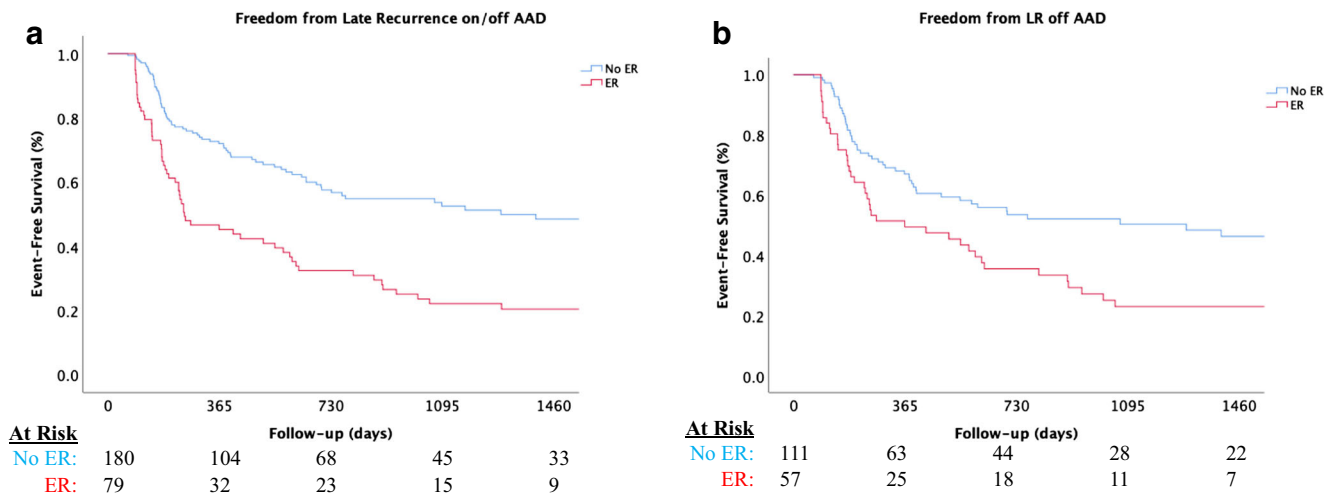 Freedom from Late Recurrence on/off AAD
a
1.0
0.8
0.6
0.4
0.2
0.0
Event-Free Survival (%)
No ER
ER
0 365 730 1095 1460
Follow-up (days)
At Risk
No ER: 180 104 68 45 33
ER: 79 32 23 15 9
Freedom from LR off AAD
b
1.0
0.8
0.6
0.4
0.2
0.0
Event-Free Survival (%)
No ER
ER
0 365 730 1095 1460
Follow-up (days)
At Risk
No ER: 111 63 44 28 22
ER: 57 25 18 11 7